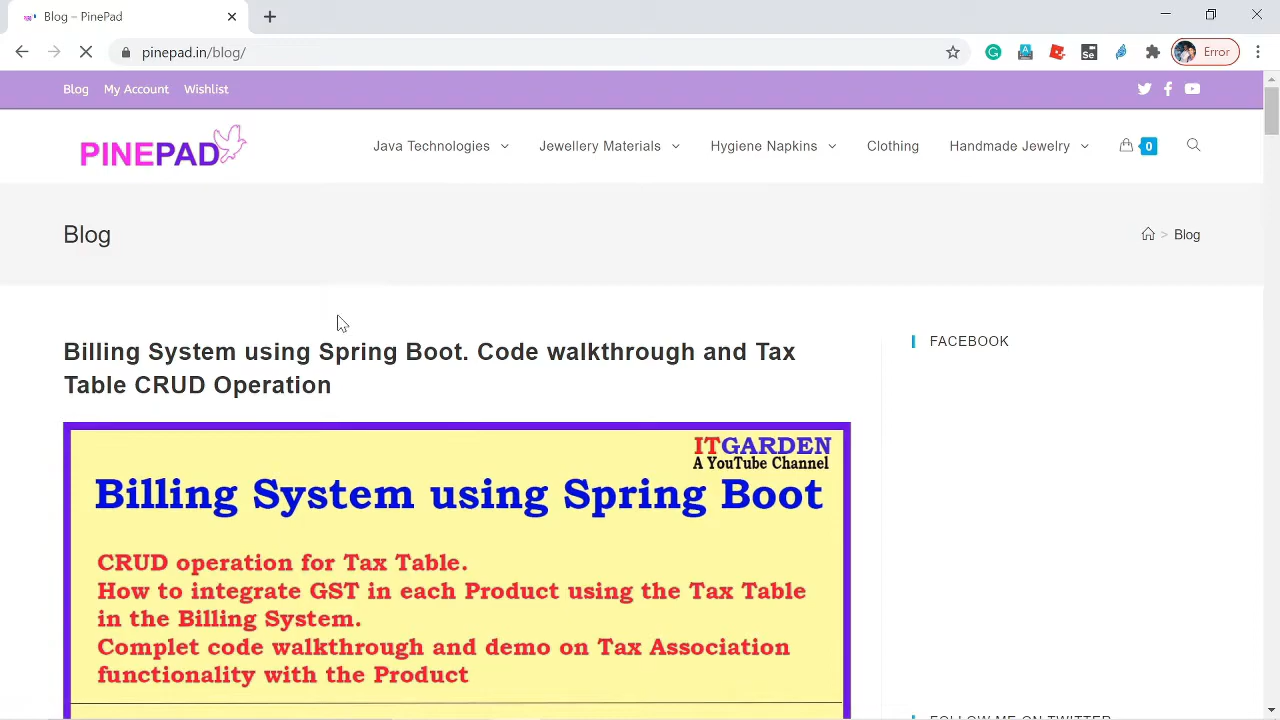 Blog – PinePad
pinepad.in/blog/
Error
Blog My Account Wishlist
PINEPAD
Java Technologies Jewellery Materials Hygiene Napkins Clothing Handmade Jewelry 0
Blog
> Blog
Billing System using Spring Boot. Code walkthrough and Tax
Table CRUD Operation
FACEBOOK
ITGARDEN
A YouTube Channel
Billing System using Spring Boot
CRUD operation for Tax Table.
How to integrate GST in each Product using the Tax Table
in the Billing System.
Complet code walkthrough and demo on Tax Association
functionality with the Product
FOLLOW ME ON TWITTER